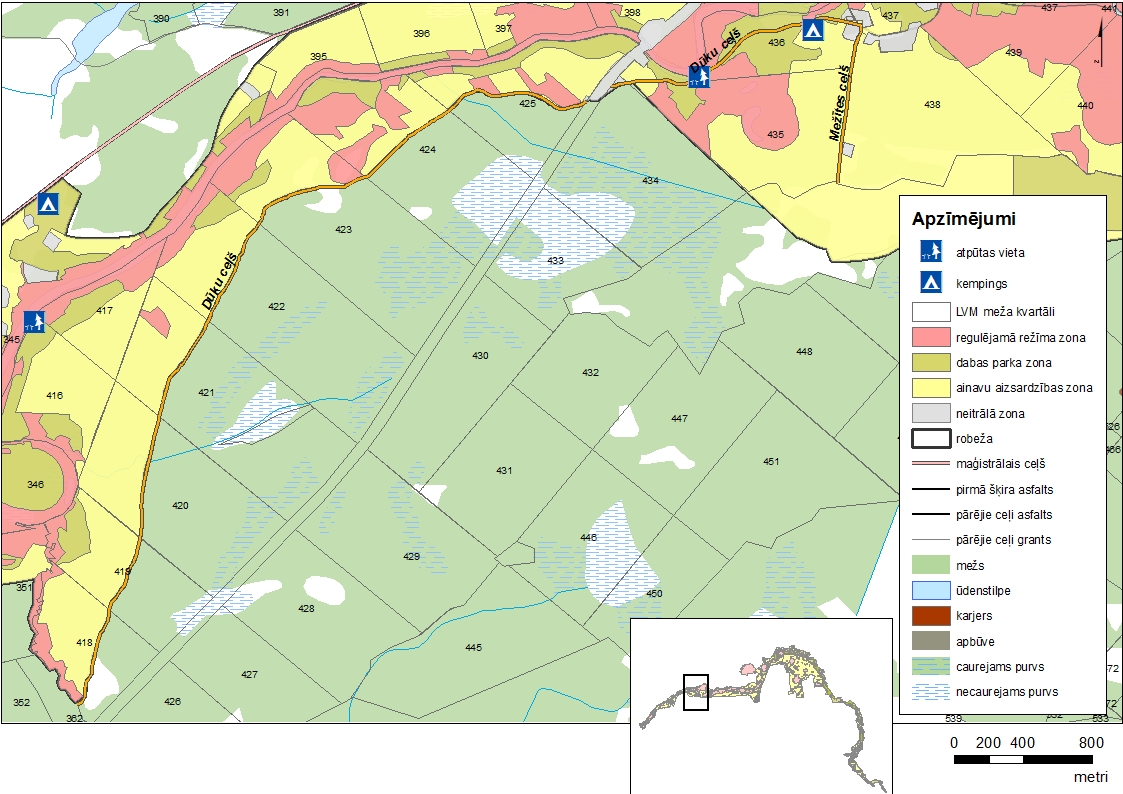 390
391
395
396
397
398
437
437
441
436
439
438
440
435
Dūku ceļš
Mežītes ceļš
425
424
434
423
433
422
417
345
416
421
430
432
448
447
451
346
420
431
446
429
419
450
351
428
418
445
427
426
352
362
Dūku ceļš
Apzīmējumi
atpūtas vieta
kempings
LVM meža kvartāli
regulējamā režīma zona
dabas parka zona
ainavu aizsardzības zona
neitrālā zona
robeža
maģistrālais ceļš
pirmā šķira asfalts
pārējie ceļi asfalts
pārējie ceļi grants
mežs
ūdenstilpe
karjers
apbūve
caurejams purvs
necaurejams purvs
539
533
0 200 400 800
metri